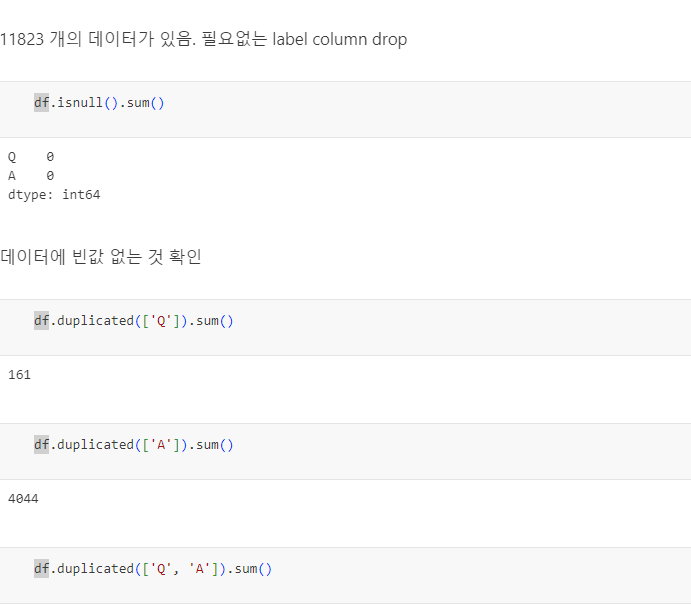 11823 개의 데이터가 있음. 필요없는 label column drop
df.isnull().sum()
Q    0
A    0
dtype: int64
데이터에 빈값 없는 것 확인
df.duplicated(['Q']).sum()
161
df.duplicated(['A']).sum()
4044
df.duplicated(['Q', 'A']).sum()